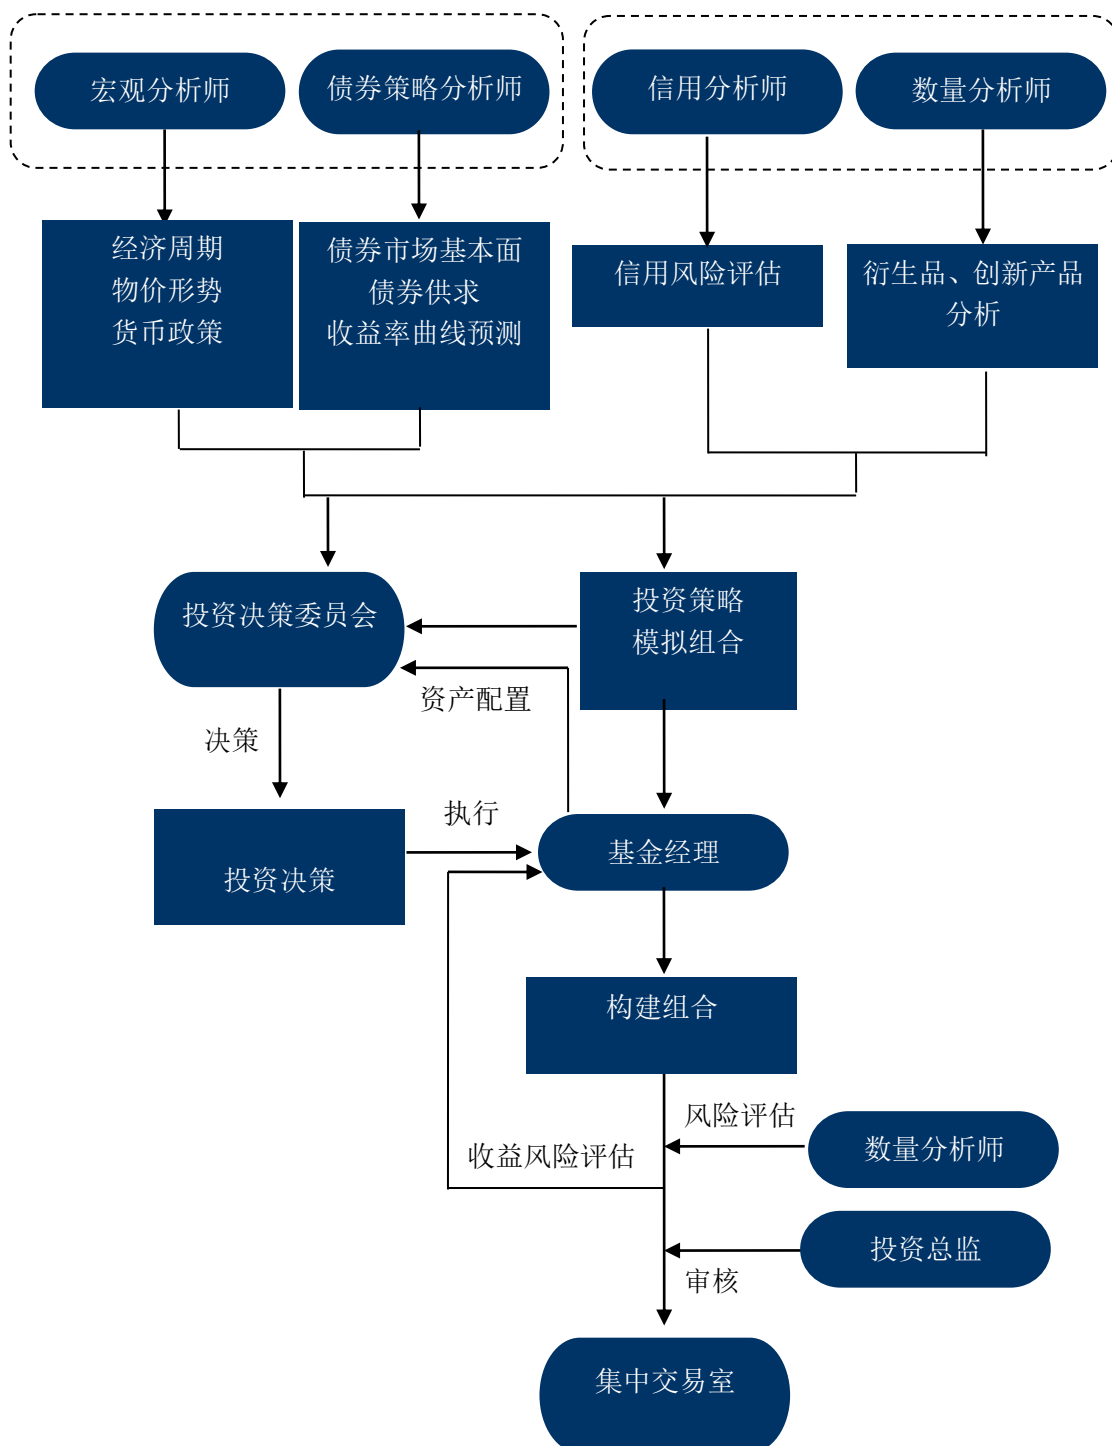 宏观分析师
债券策略分析师
信用分析师
数量分析师
经济周期
物价形势
货币政策
债券市场基本面
债券供求
收益率曲线预测
信用风险评估
衍生品、创新产品
分析
投资决策委员会
投资策略
模拟组合
资产配置
决策
执行
投资决策
基金经理
构建组合
风险评估
数量分析师
收益风险评估
投资总监
审核
集中交易室